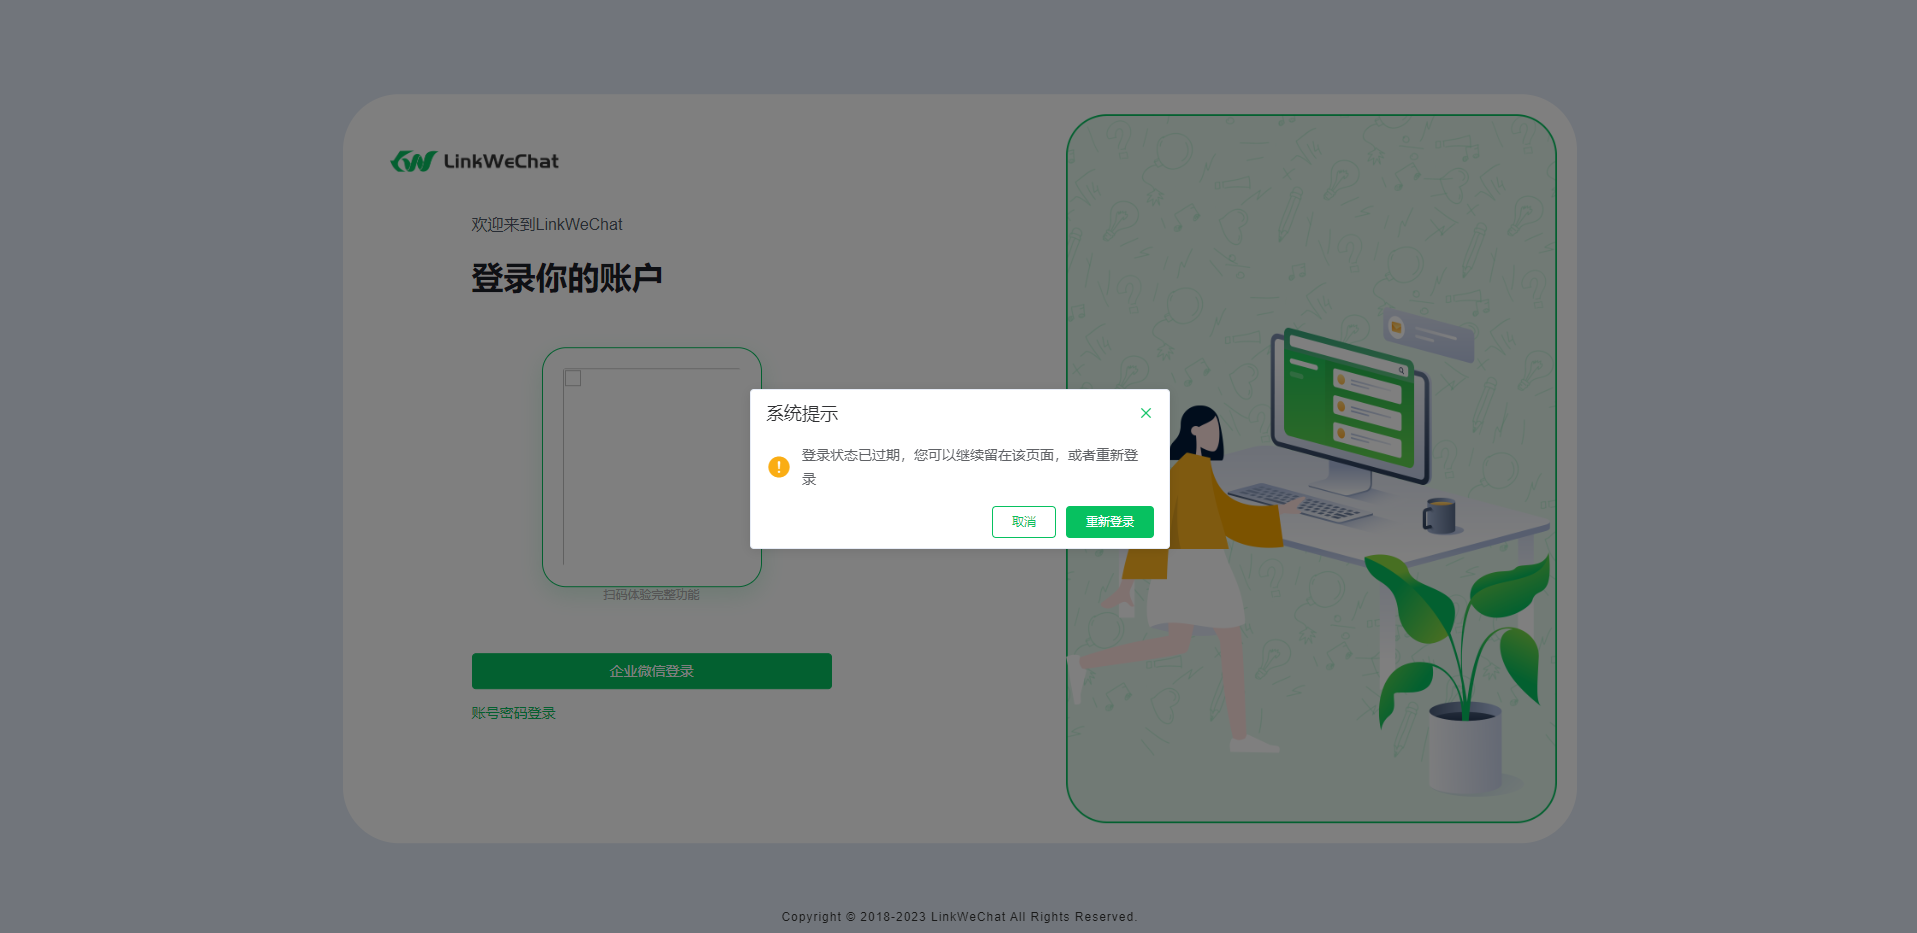 LinkWeChat
欢迎来到LinkWeChat
登录你的账户
系统提示
登录状态已过期，您可以继续留在该页面，或者重新登
录
取消
重新登录
扫码体验完整功能
企业微信登录
账号密码登录
Copyright © 2018-2023 LinkWeChat All Rights Reserved.